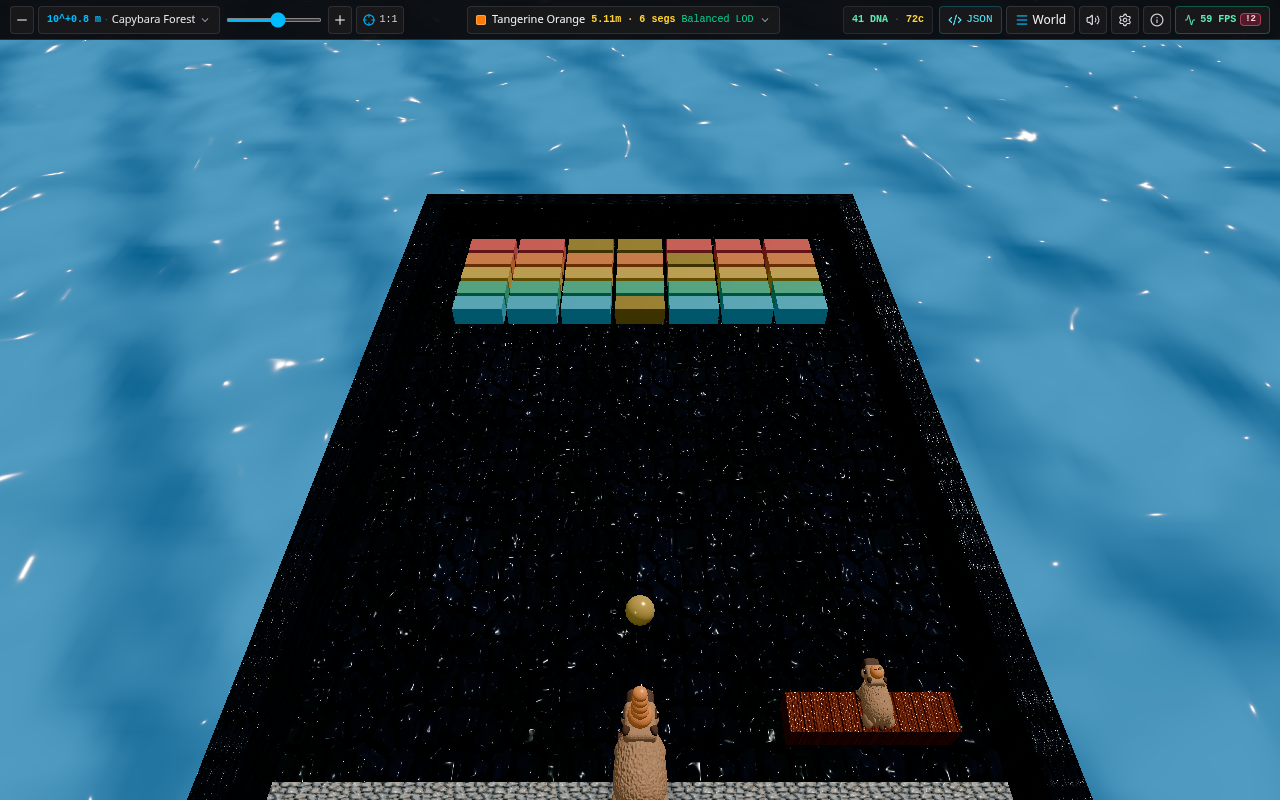 10^+0.8 m · Capybara Forest
1:1
Tangerine Orange 5.11m · 6 segs Balanced LOD
41 DNA · 72c
JSON
World
59 FPS !2